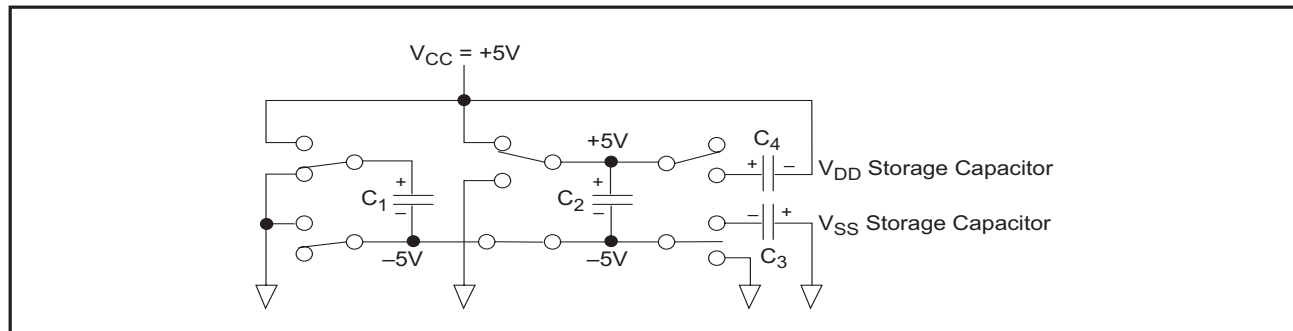 VCC = +5V
+5V
C4
+ –
VDD Storage Capacitor
+
C1
–
+
C2
–
– +
VSS Storage Capacitor
C3
–5V
–5V